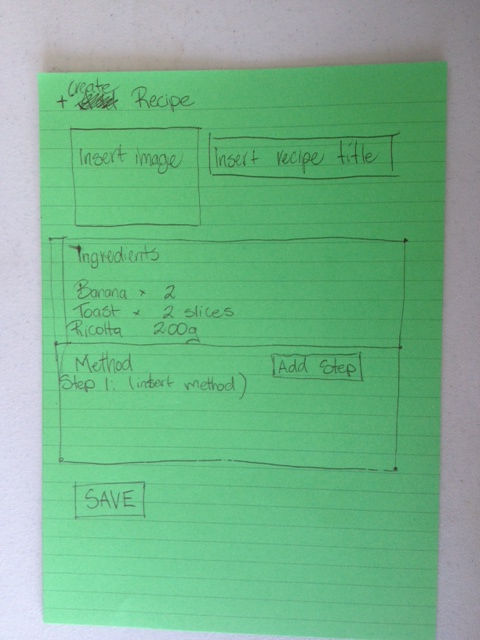 create
+ Recipe
Insert image
Insert recipe title
Ingredients
Banana × 2
Toast × 2 slices
Ricotta 200g
Method
Add Step
Step 1: (insert method)
SAVE